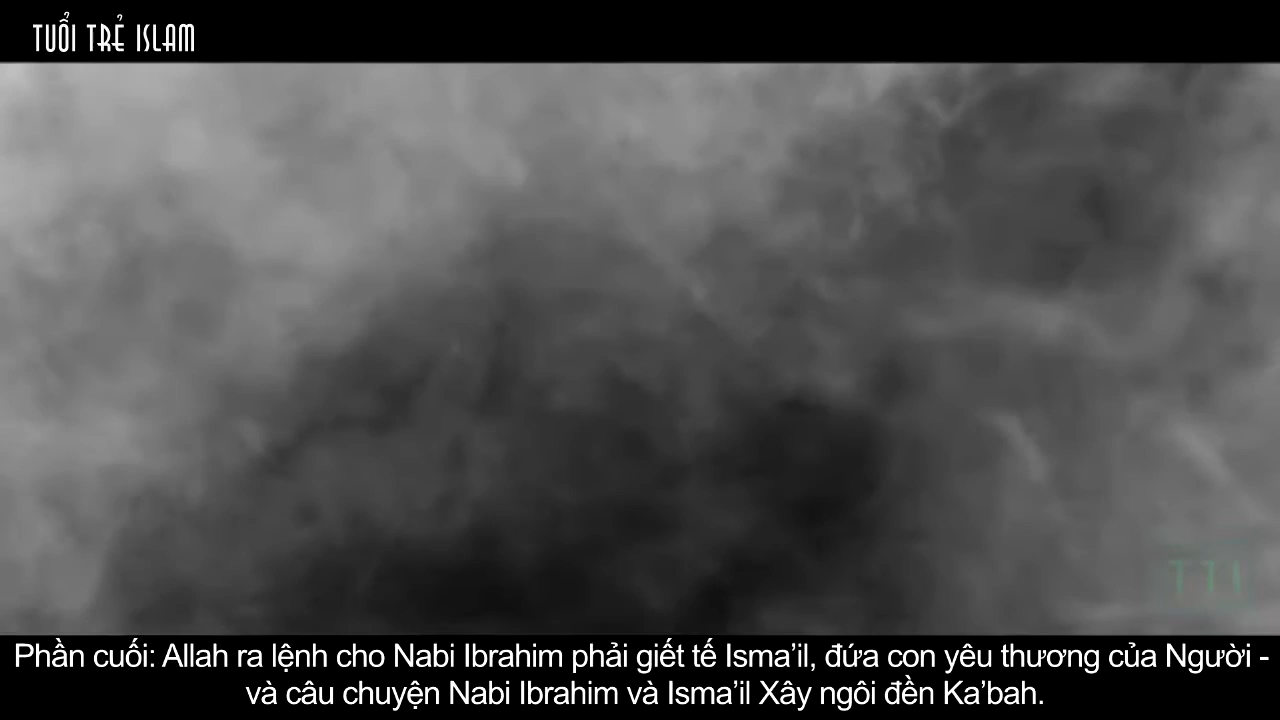 TUỔI TRẺ ISLAM
TTI
Phần cuối: Allah ra lệnh cho Nabi Ibrahim phải giết tế Isma’il, đứa con yêu thương của Người -
và câu chuyện Nabi Ibrahim và Isma’il Xây ngôi đền Ka’bah.